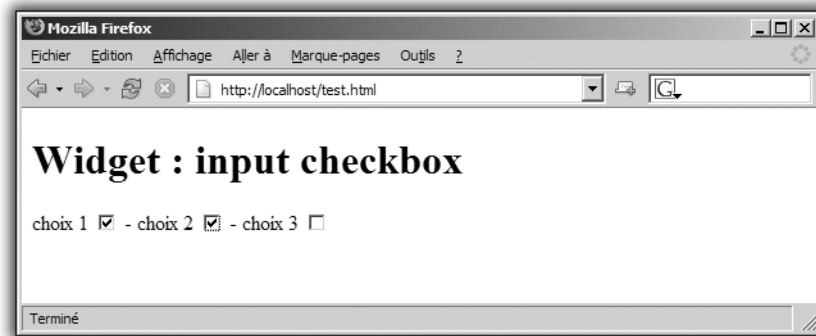 Mozilla Firefox
Fichier Edition Affichage Aller à Marque-pages Outils ?
http://localhost/test.html G
Widget : input checkbox
choix 1 - choix 2 - choix 3
Terminé